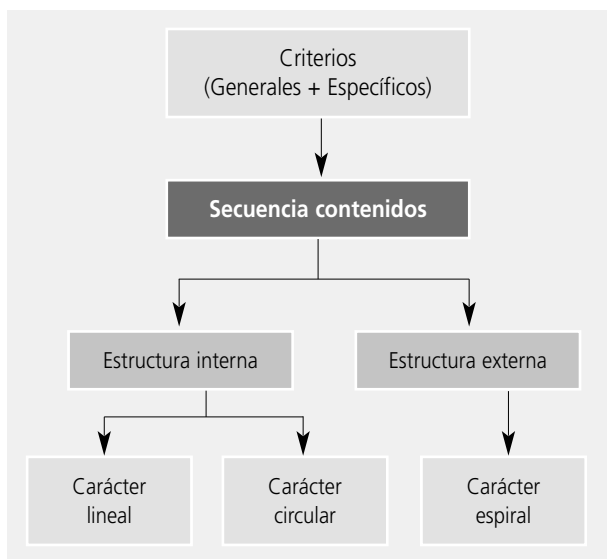 Criterios
(Generales + Específicos)
Secuencia contenidos
Estructura interna
Estructura externa
Carácter
lineal
Carácter
circular
Carácter
espiral